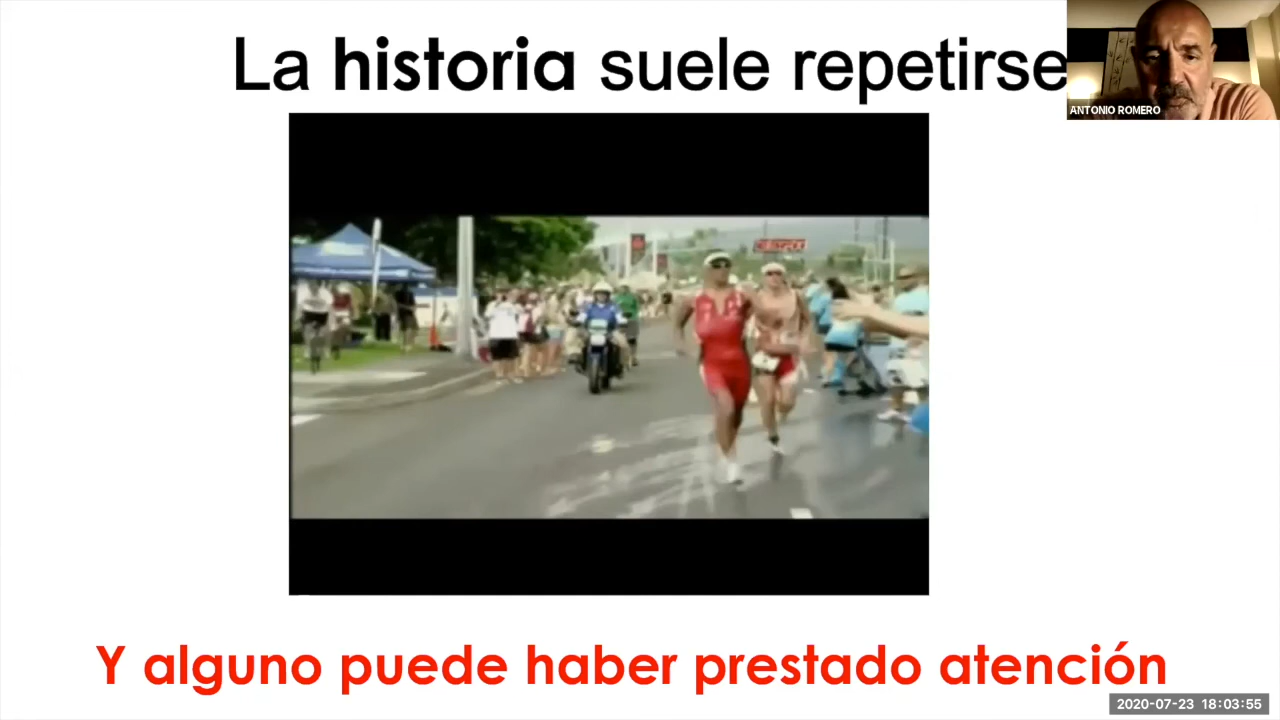 La historia suele repetirse
ANTONIO ROMERO
Y alguno puede haber prestado atención
2020-07-23 18:03:55